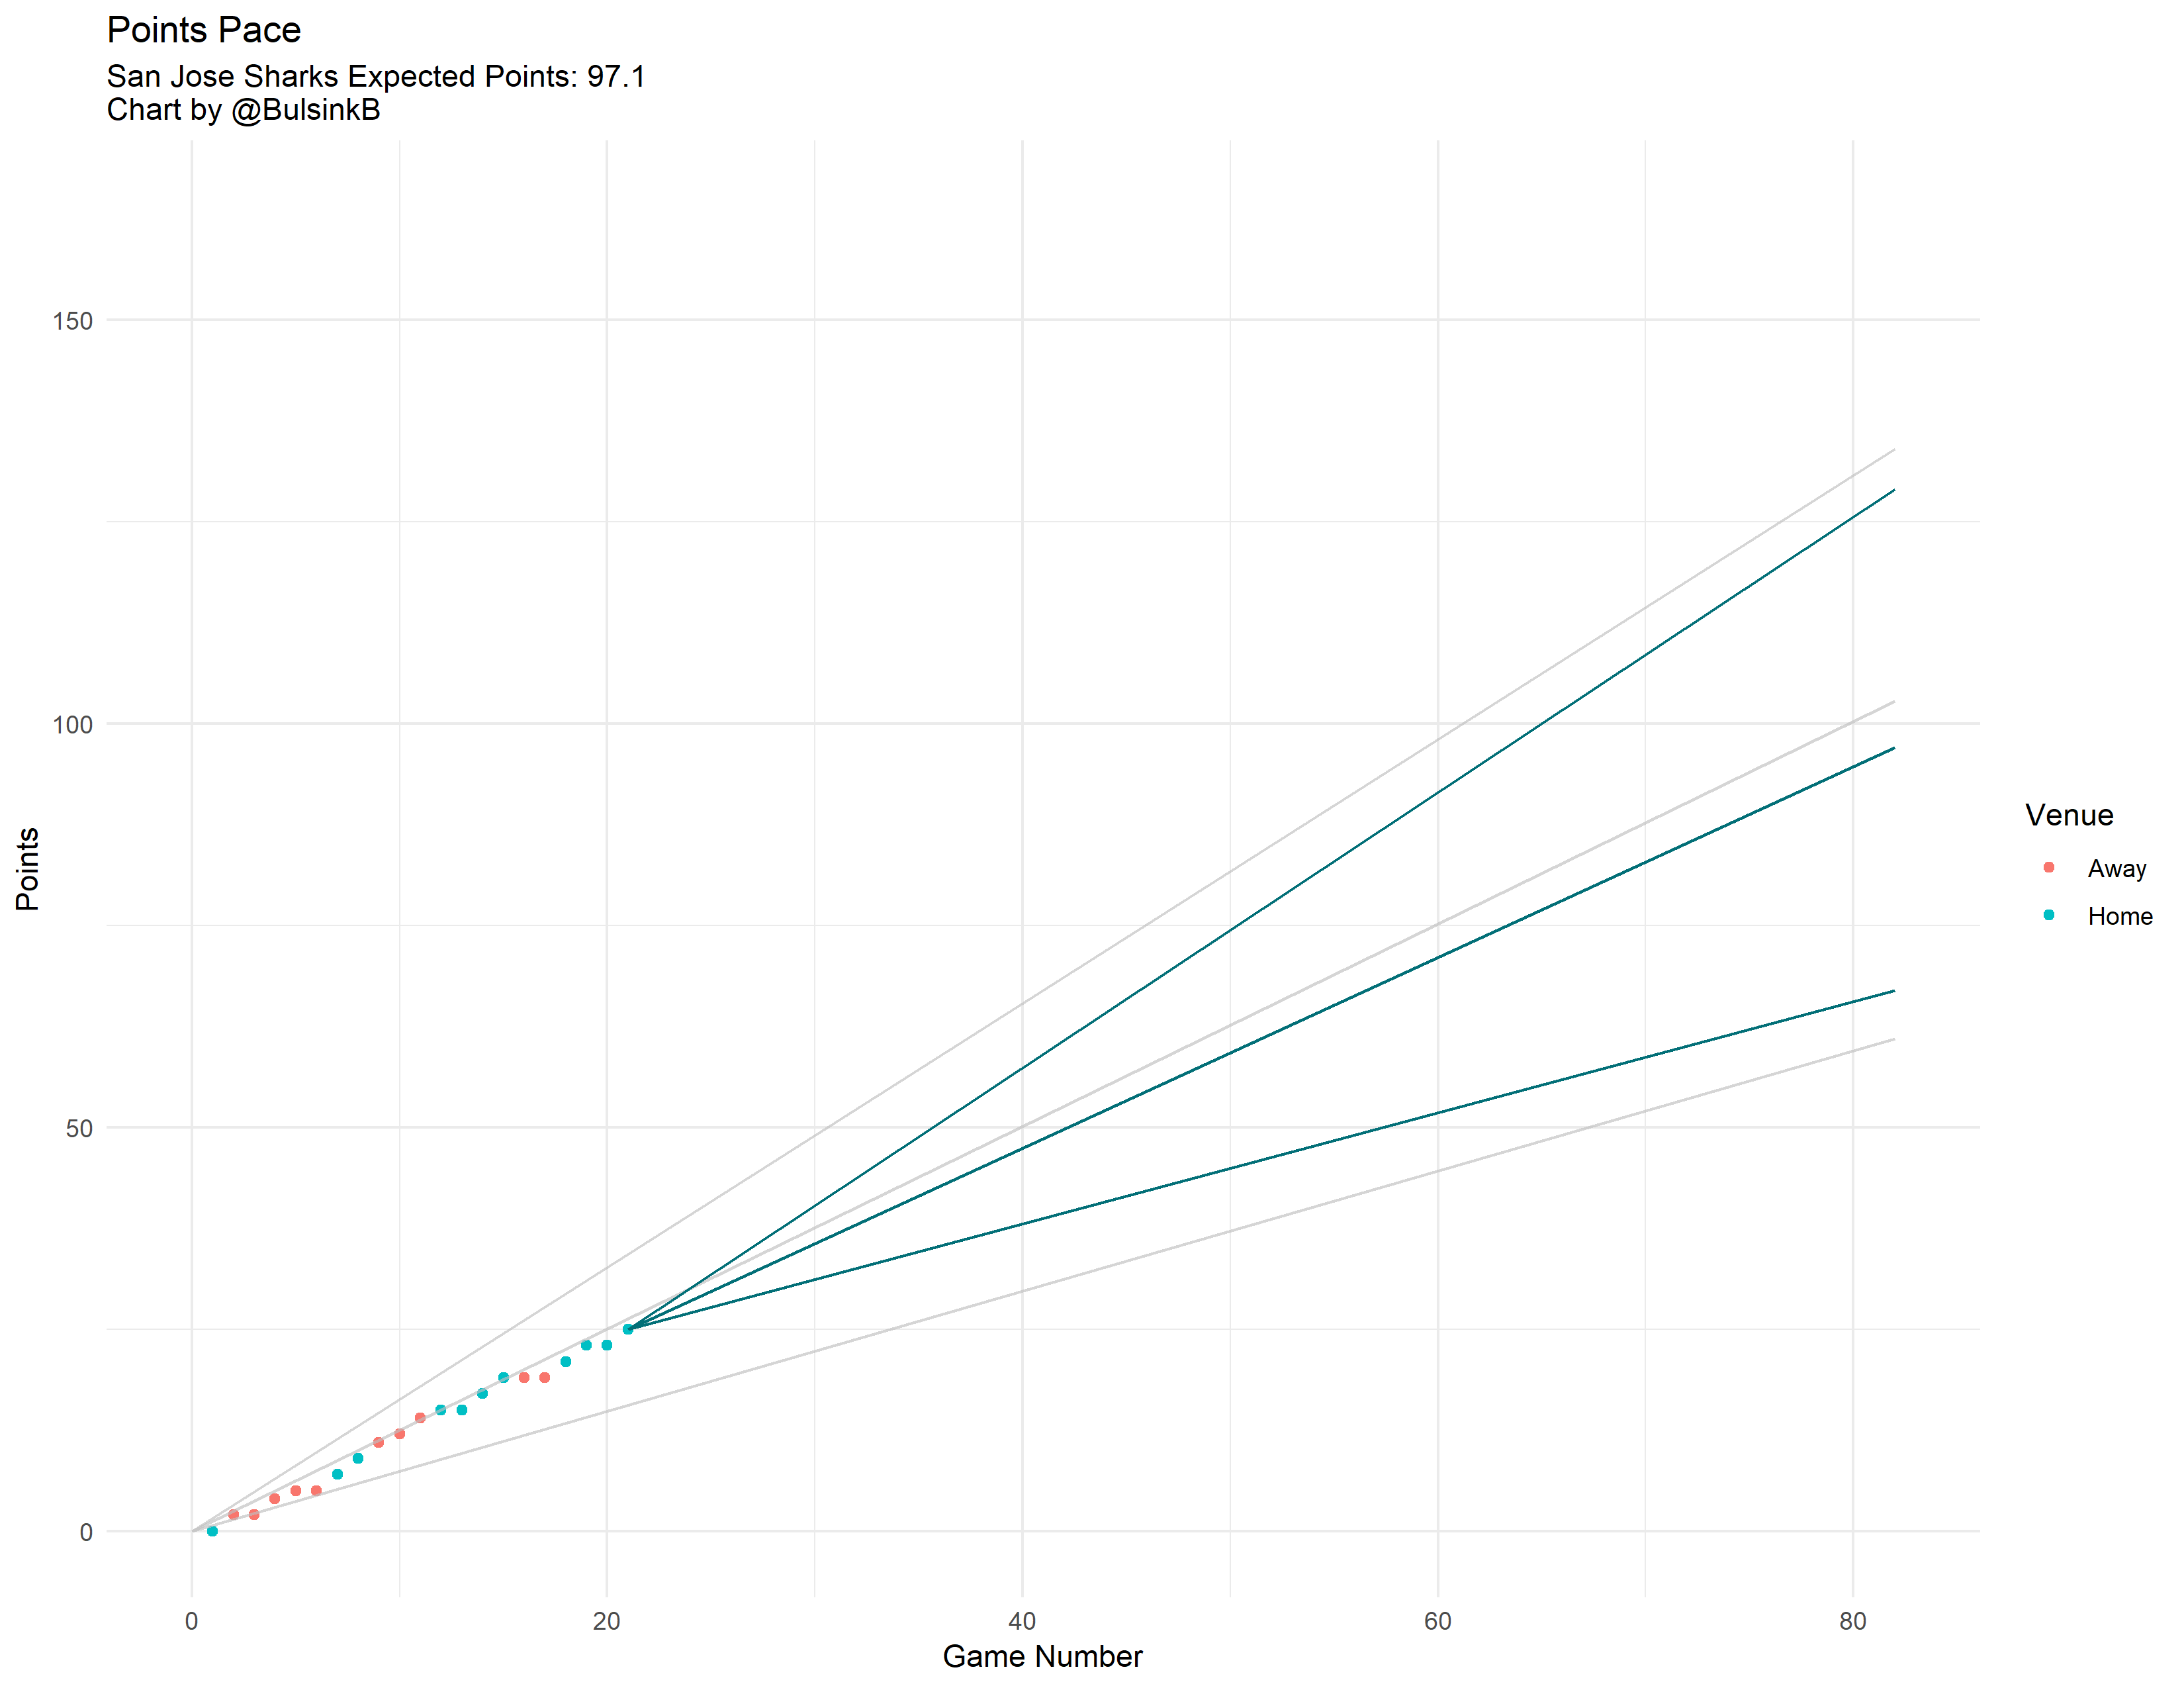 Points Pace
San Jose Sharks Expected Points: 97.1
Chart by @BulsinkB
150
100
50
0
Points
0 20 40 60 80
Game Number
Venue
Away
Home